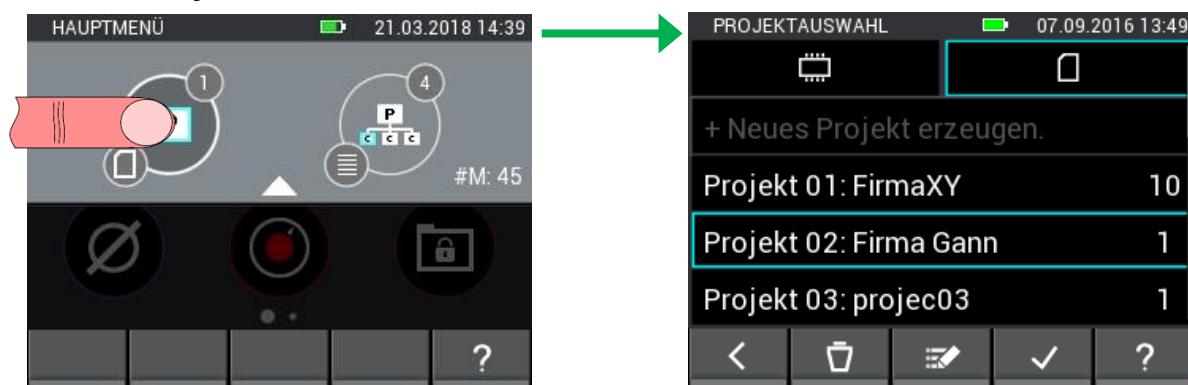 HAUPTMENÜ 21.03.2018 14:39
1
4
P
c c c
#M: 45
?
PROJEKTAUSWAHL 07.09.2016 13:49
+ Neues Projekt erzeugen.
Projekt 01: FirmaXY 10
Projekt 02: Firma Gann 1
Projekt 03: projec03 1
?